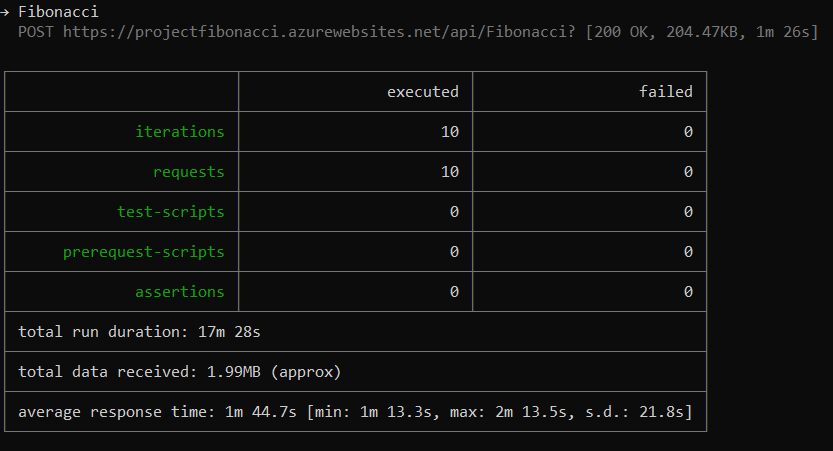 → Fibonacci
POST https://projectfibonacci.azurewebsites.net/api/Fibonacci? [200 OK, 204.47KB, 1m 26s]
executed failed
iterations 10 0
requests 10 0
test-scripts 0 0
prerequest-scripts 0 0
assertions 0 0
total run duration: 17m 28s
total data received: 1.99MB (approx)
average response time: 1m 44.7s [min: 1m 13.3s, max: 2m 13.5s, s.d.: 21.8s]